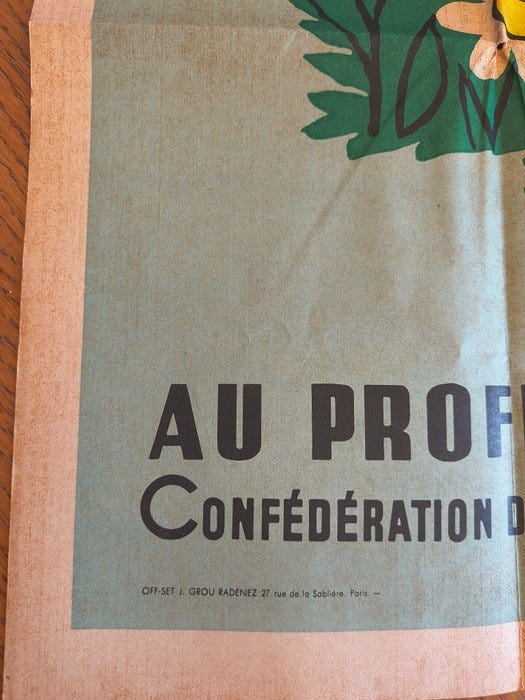 AU PROF
CONFÉDÉRATION D
OFF-SET J. GROU RADENEZ 27 rue de la Sablière. Paris. —